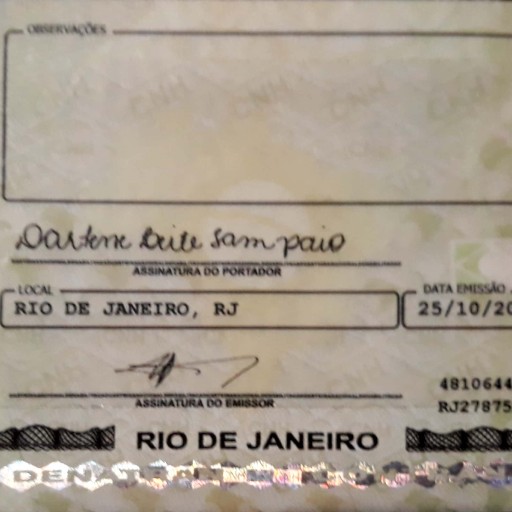 OBSERVAÇÕES
Darlene Leite Sampaio
ASSINATURA DO PORTADOR
LOCAL
DATA EMISSÃO
RIO DE JANEIRO, RJ
25/10/20
ASSINATURA DO EMISSOR
4810644
RJ27875
RIO DE JANEIRO